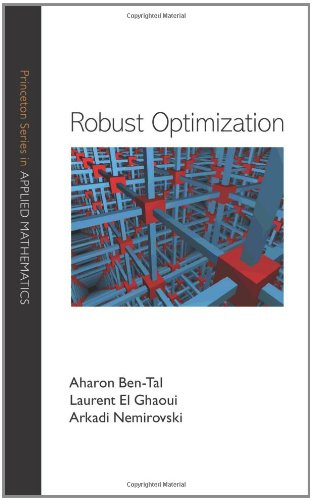 Copyrighted Material
Princeton Series in APPLIED MATHEMATICS
Robust Optimization
Aharon Ben-Tal
Laurent El Ghaoui
Arkadi Nemirovski
Copyrighted Material